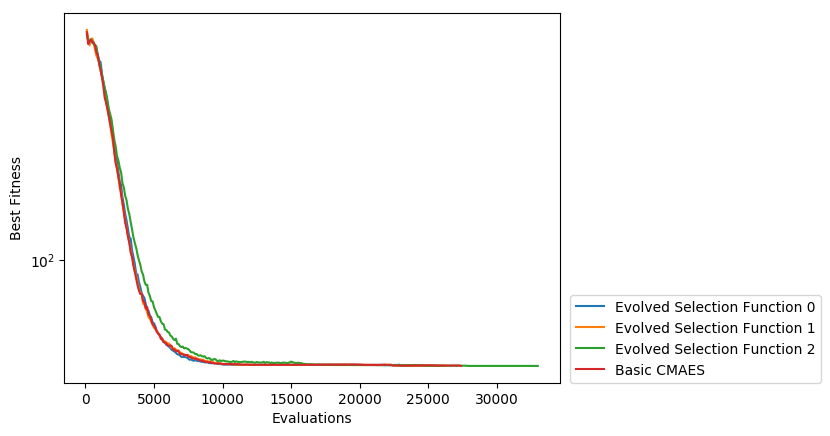 Best Fitness
10²
0 5000 10000 15000 20000 25000 30000
Evaluations
Evolved Selection Function 0
Evolved Selection Function 1
Evolved Selection Function 2
Basic CMAES